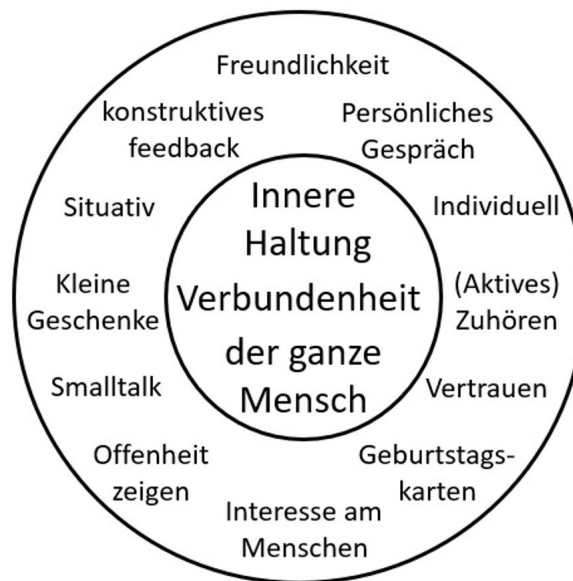 Freundlichkeit
Persönliches
Gespräch
Individuell
(Aktives)
Zuhören
Vertrauen
Geburtstags-
karten
Interesse am
Menschen
Offenheit
zeigen
Smalltalk
Kleine
Geschenke
Situativ
konstruktives
feedback
Innere
Haltung
Verbundenheit
der ganze
Mensch